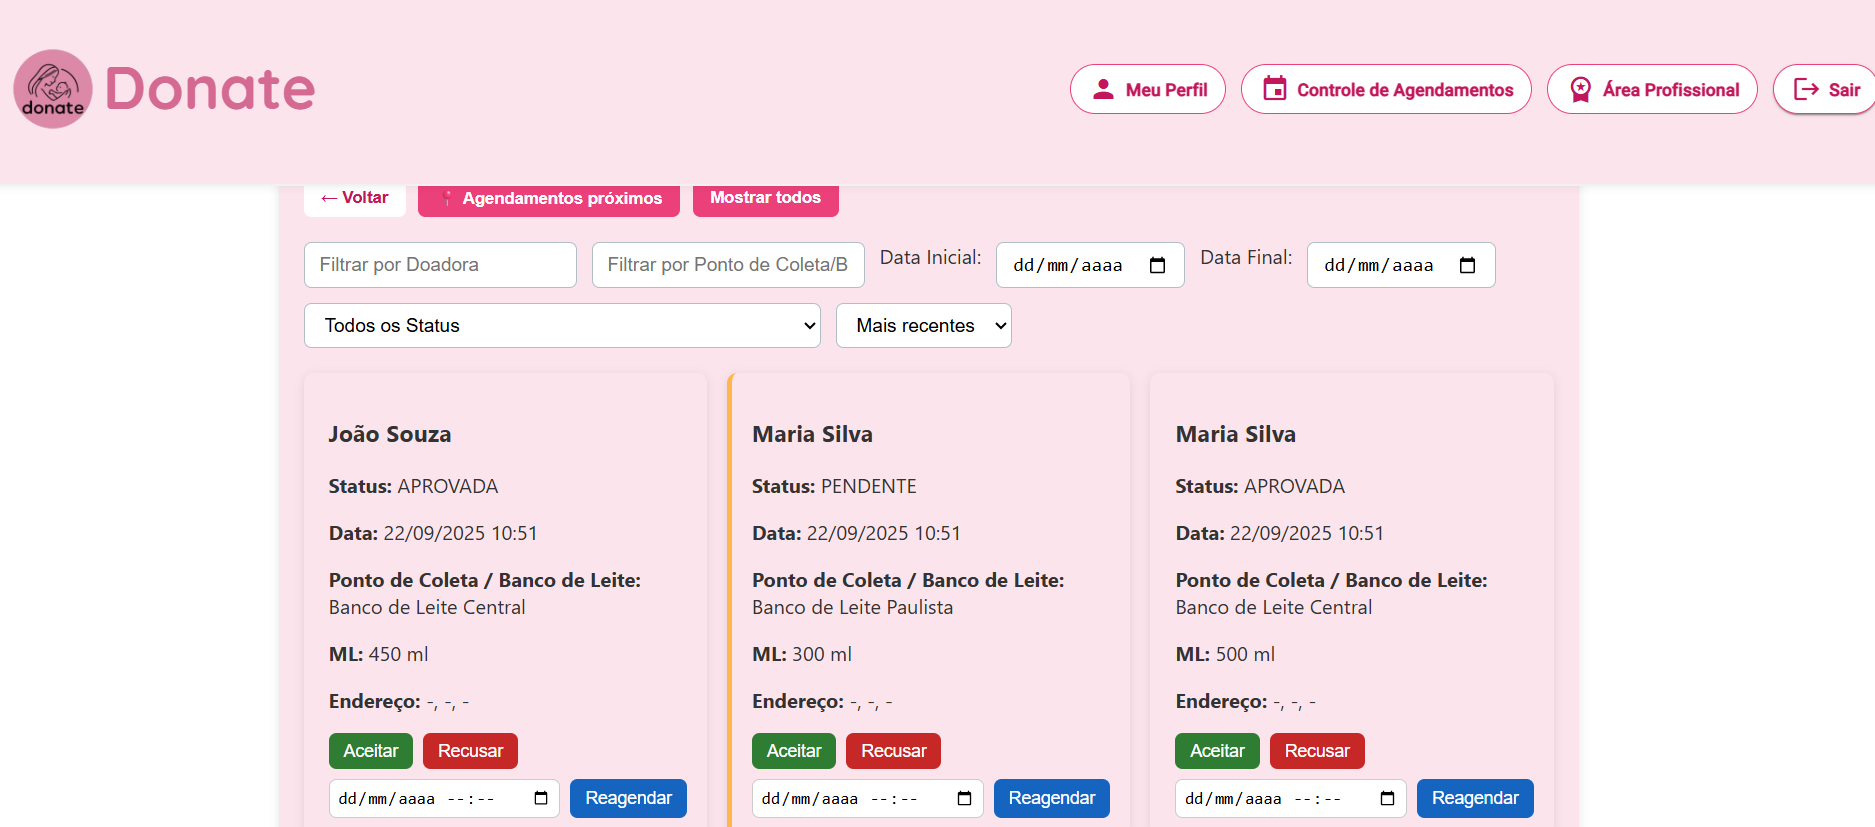 donate
Donate
Meu Perfil
Controle de Agendamentos
Área Profissional
Sair
← Voltar
Agendamentos próximos
Mostrar todos
Filtrar por Doadora
Filtrar por Ponto de Coleta/B
Data Inicial:
dd/mm/aaaa
Data Final:
dd/mm/aaaa
Todos os Status
Mais recentes
João Souza
Status: APROVADA
Data: 22/09/2025 10:51
Ponto de Coleta / Banco de Leite:
Banco de Leite Central
ML: 450 ml
Endereço: -, -, -
Aceitar
Recusar
dd/mm/aaaa --:--
Reagendar
Maria Silva
Status: PENDENTE
Data: 22/09/2025 10:51
Ponto de Coleta / Banco de Leite:
Banco de Leite Paulista
ML: 300 ml
Endereço: -, -, -
Aceitar
Recusar
dd/mm/aaaa --:--
Reagendar
Maria Silva
Status: APROVADA
Data: 22/09/2025 10:51
Ponto de Coleta / Banco de Leite:
Banco de Leite Central
ML: 500 ml
Endereço: -, -, -
Aceitar
Recusar
dd/mm/aaaa --:--
Reagendar